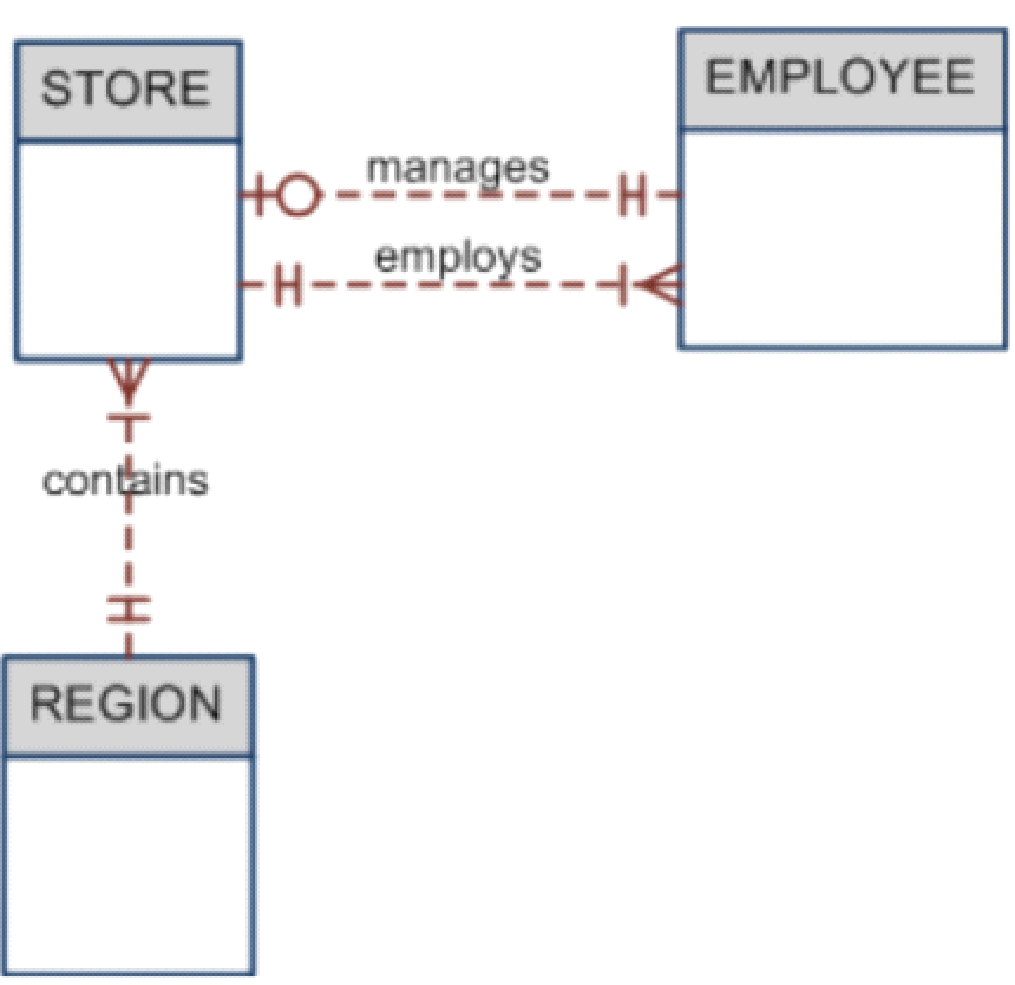 STORE
EMPLOYEE
manages
employs
contains
REGION